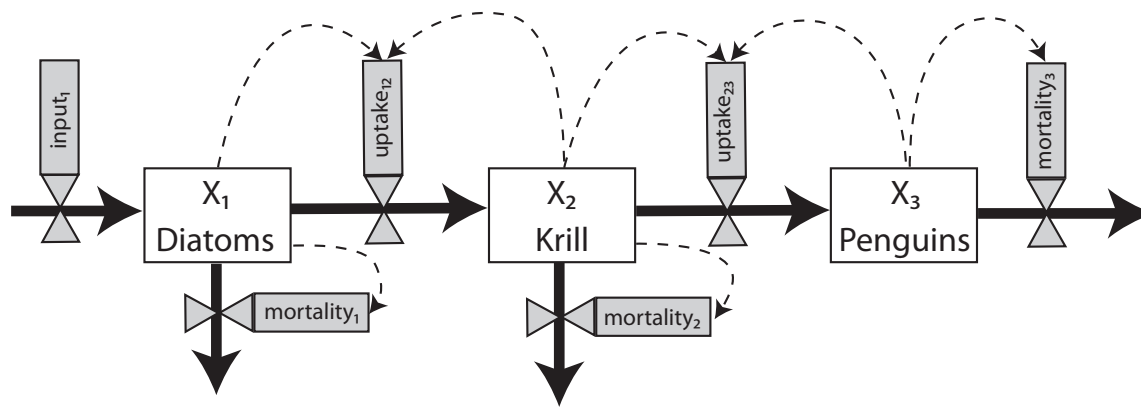 input₁
uptake₁₂
uptake₂₃
mortality₃
X₁
Diatoms
X₂
Krill
X₃
Penguins
mortality₁
mortality₂